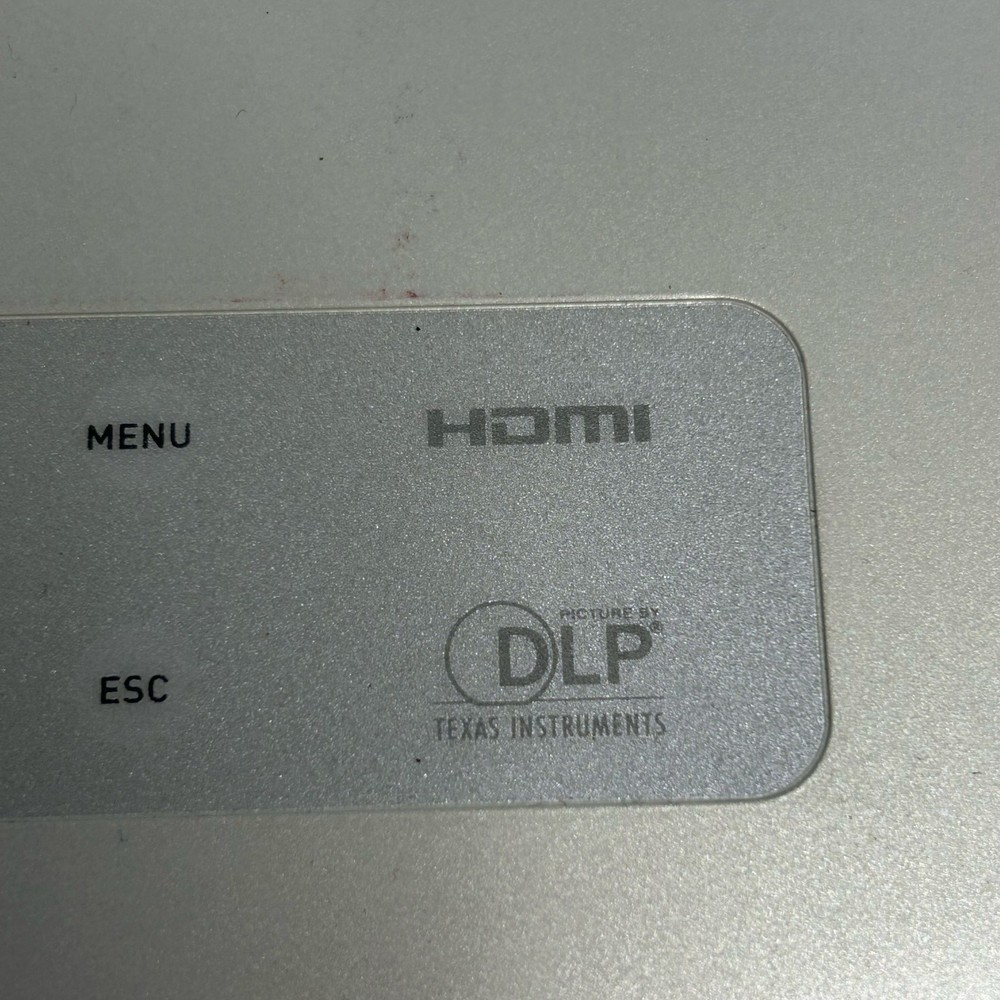 MENU
HDMI
PICTURE BY
DLP®
ESC
TEXAS INSTRUMENTS